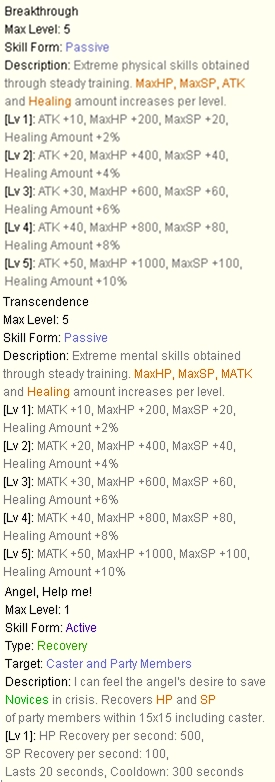 Breakthrough
Max Level: 5
Skill Form: Passive
Description: Extreme physical skills obtained
through steady training. MaxHP, MaxSP, ATK
and Healing amount increases per level.
[Lv 1]: ATK +10, MaxHP +200, MaxSP +20,
Healing Amount +2%
[Lv 2]: ATK +20, MaxHP +400, MaxSP +40,
Healing Amount +4%
[Lv 3]: ATK +30, MaxHP +600, MaxSP +60,
Healing Amount +6%
[Lv 4]: ATK +40, MaxHP +800, MaxSP +80,
Healing Amount +8%
[Lv 5]: ATK +50, MaxHP +1000, MaxSP +100,
Healing Amount +10%
Transcendence
Max Level: 5
Skill Form: Passive
Description: Extreme mental skills obtained
through steady training. MaxHP, MaxSP, MATK
and Healing amount increases per level.
[Lv 1]: MATK +10, MaxHP +200, MaxSP +20,
Healing Amount +2%
[Lv 2]: MATK +20, MaxHP +400, MaxSP +40,
Healing Amount +4%
[Lv 3]: MATK +30, MaxHP +600, MaxSP +60,
Healing Amount +6%
[Lv 4]: MATK +40, MaxHP +800, MaxSP +80,
Healing Amount +8%
[Lv 5]: MATK +50, MaxHP +1000, MaxSP +100,
Healing Amount +10%
Angel, Help me!
Max Level: 1
Skill Form: Active
Type: Recovery
Target: Caster and Party Members
Description: I can feel the angel's desire to save
Novices in crisis. Recovers HP and SP
of party members within 15x15 including caster.
[Lv 1]: HP Recovery per second: 500,
SP Recovery per second: 100,
Lasts 20 seconds, Cooldown: 300 seconds